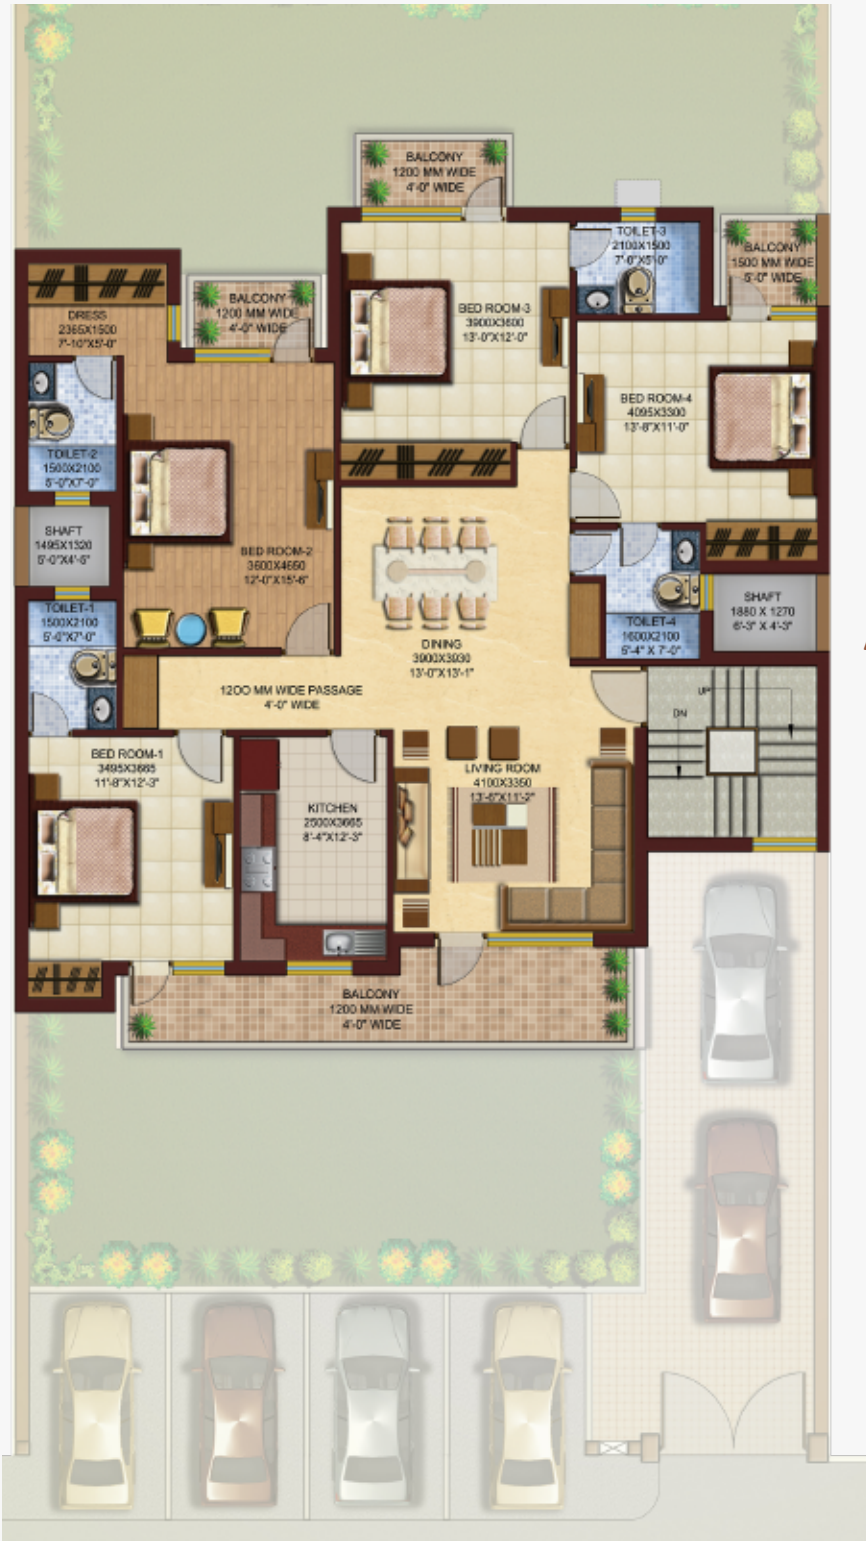 BALCONY
1200 MM WIDE
4'-0" WIDE
TOILET-3
2100X1500
7'-0"X5'-0"
BALCONY
1500 MM WIDE
5'-0" WIDE
DRESS
2365X1500
7'-10"X5'-0"
BALCONY
1200 MM WIDE
4'-0" WIDE
BED ROOM-3
3900X3600
13'-0"X12'-0"
BED ROOM-4
4095X3300
13'-8"X11'-0"
TOILET-2
1500X2100
5'-0"X7'-0"
SHAFT
1495X1320
5'-0"X4'-5"
BED ROOM-2
3600X4650
12'-0"X15'-6"
TOILET-1
1500X2100
5'-0"X7'-0"
SHAFT
1880 X 1270
6'-3" X 4'-3"
TOILET-4
1600X2100
5'-4" X 7'-0"
DINING
3900X3930
13'-0"X13'-1"
1200 MM WIDE PASSAGE
4'-0" WIDE
UP
DN
BED ROOM-1
3495X3665
11'-8"X12'-3"
LIVING ROOM
4100X3350
13'-8"X11'-2"
KITCHEN
2500X3665
8'-4"X12'-3"
BALCONY
1200 MM WIDE
4'-0" WIDE